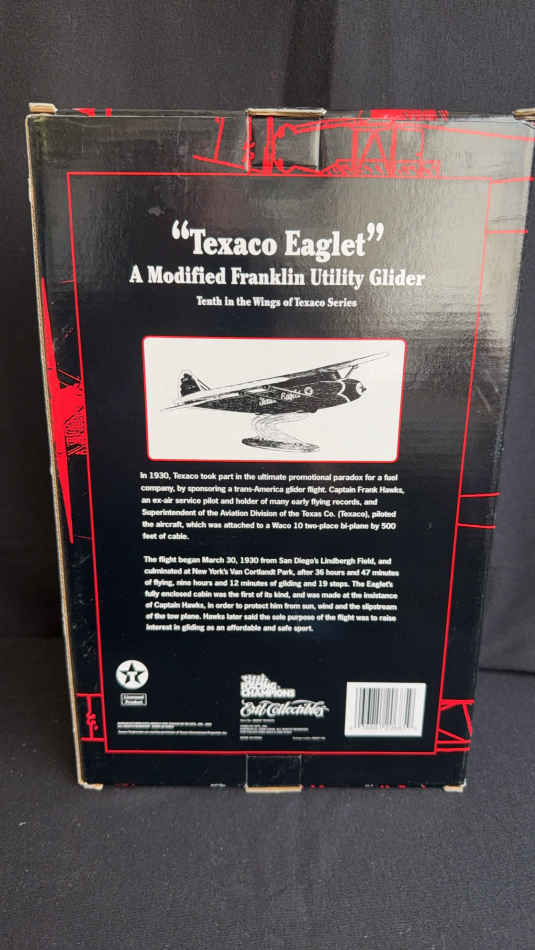 “Texaco Eaglet”
A Modified Franklin Utility Glider
Tenth in the Wings of Texaco Series
Texaco Eaglet
In 1930, Texaco took part in the ultimate promotional paradox for a fuel
company, by sponsoring a trans-America glider flight. Captain Frank Hawks,
an ex-air service pilot and holder of many early flying records, and
Superintendent of the Aviation Division of the Texas Co. (Texaco), piloted
the aircraft, which was attached to a Waco 10 two-place bi-plane by 500
feet of cable.
The flight began March 30, 1930 from San Diego's Lindbergh Field, and
culminated at New York's Van Cortlandt Park, after 36 hours and 47 minutes
of flying, nine hours and 12 minutes of gliding and 19 stops. The Eaglet's
fully enclosed cabin was the first of its kind, and was made at the insistance
of Captain Hawks, in order to protect him from sun, wind and the slipstream
of the tow plane. Hawks later said the sole purpose of the flight was to raise
interest in gliding as an affordable and safe sport.
T
Licensed
Product
RACING
CHAMPIONS
Ertl Collectibles